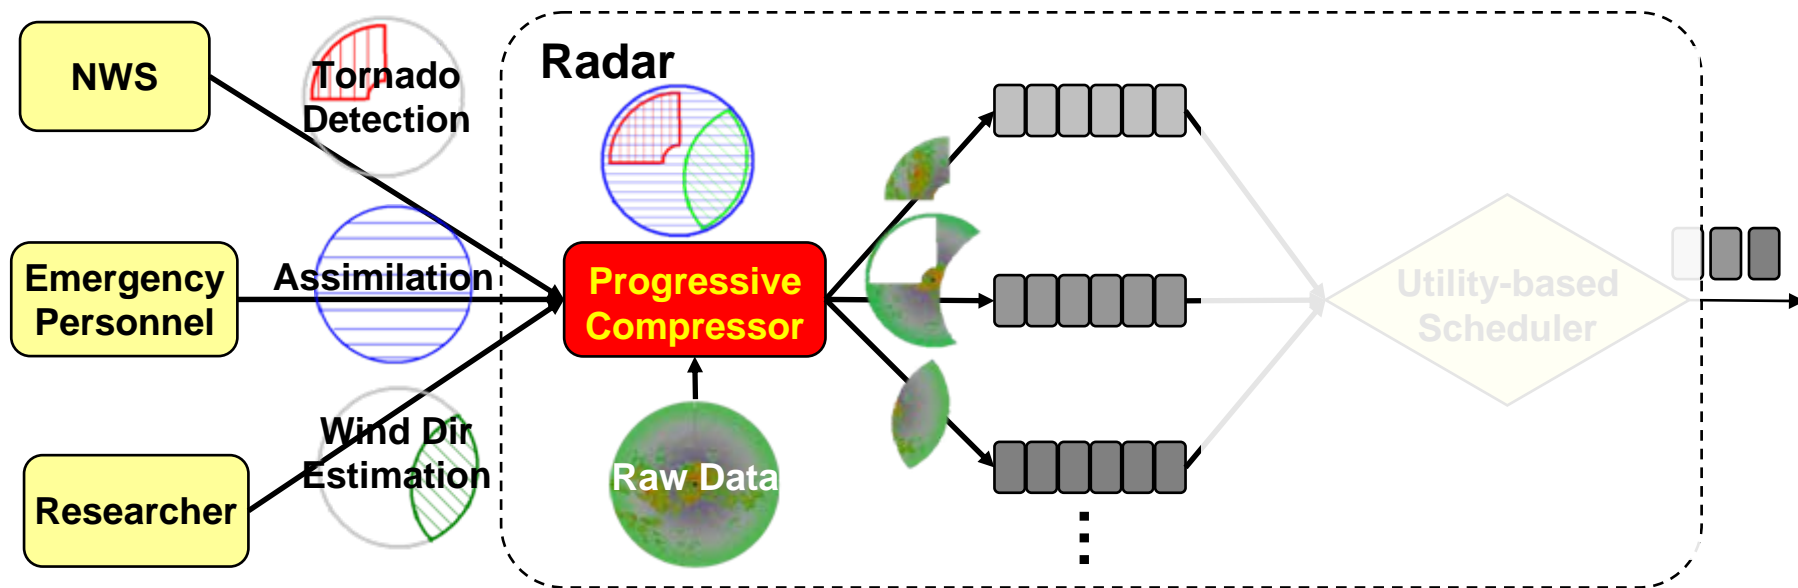 NWS
Tornado
Detection
Radar
Emergency
Personnel
Assimilation
Progressive
Compressor
Utility-based
Scheduler
Wind Dir
Estimation
Researcher
Raw Data